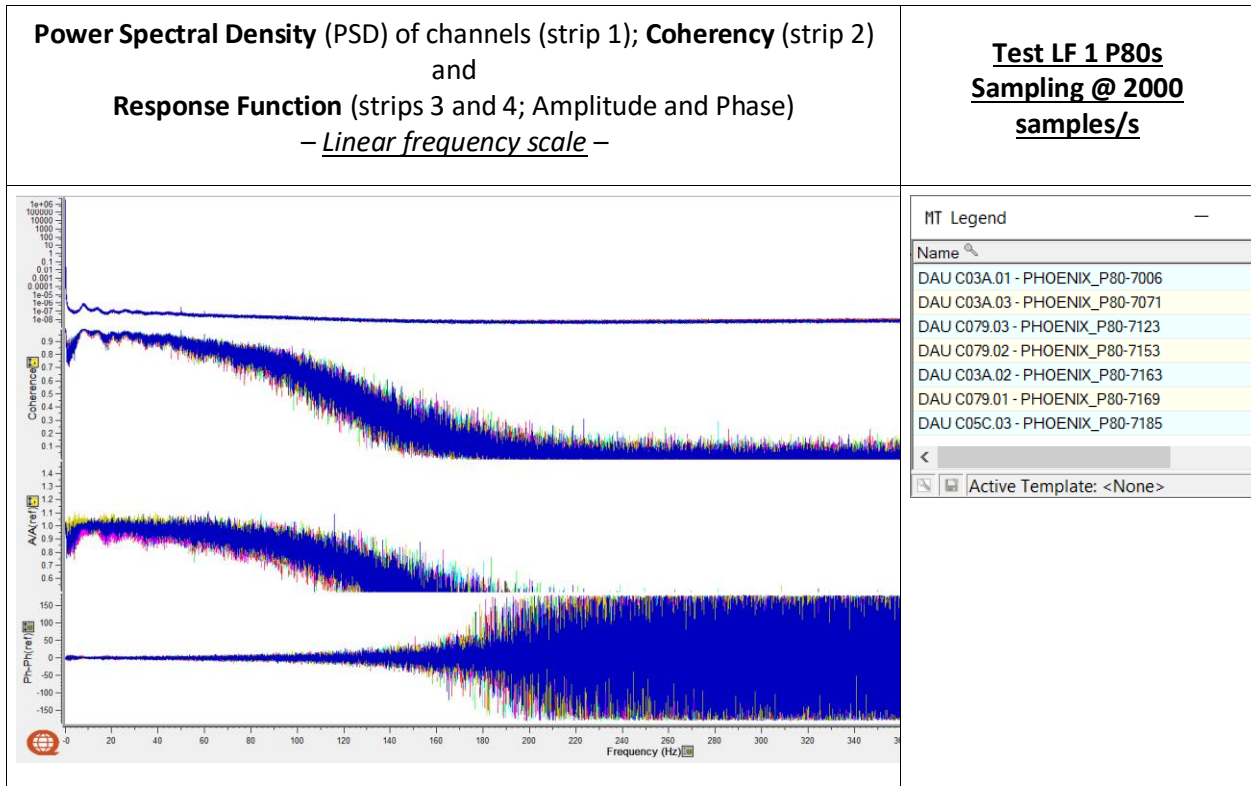 Power Spectral Density (PSD) of channels (strip 1); Coherency (strip 2)
and
Response Function (strips 3 and 4; Amplitude and Phase)
– Linear frequency scale –
Test LF 1 P80s
Sampling @ 2000
samples/s
1e+06
100000
10000
1000
100
10
1
0.1
0.01
0.001
0.0001
1e-05
1e-06
1e-07
1e-08
0.9
0.8
0.7
0.6
0.5
0.4
0.3
0.2
0.1
Coherence
1.4
1.3
1.2
1.1
1.0
0.9
0.8
0.7
0.6
A/A(ref)
150
100
50
0
-50
-100
-150
Ph-Ph(ref)
-0 20 40 60 80 100 120 140 160 180 200 220 240 260 280 300 320 340
Frequency (Hz)
MT Legend
Name
DAU C03A.01 - PHOENIX_P80-7006
DAU C03A.03 - PHOENIX_P80-7071
DAU C079.03 - PHOENIX_P80-7123
DAU C079.02 - PHOENIX_P80-7153
DAU C03A.02 - PHOENIX_P80-7163
DAU C079.01 - PHOENIX_P80-7169
DAU C05C.03 - PHOENIX_P80-7185
Active Template: <None>